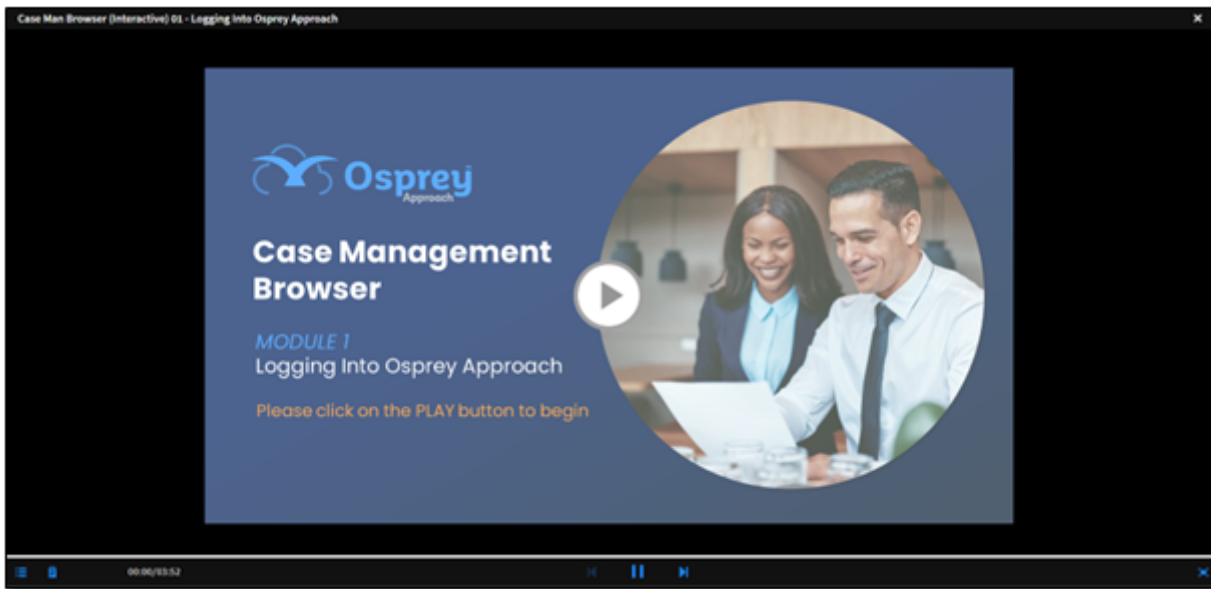 Case Man Browser (Interactive) 01 - Logging Into Osprey Approach
Osprey
Approach
Case Management
Browser
MODULE 1
Logging Into Osprey Approach
Please click on the PLAY button to begin
00:00/03:52